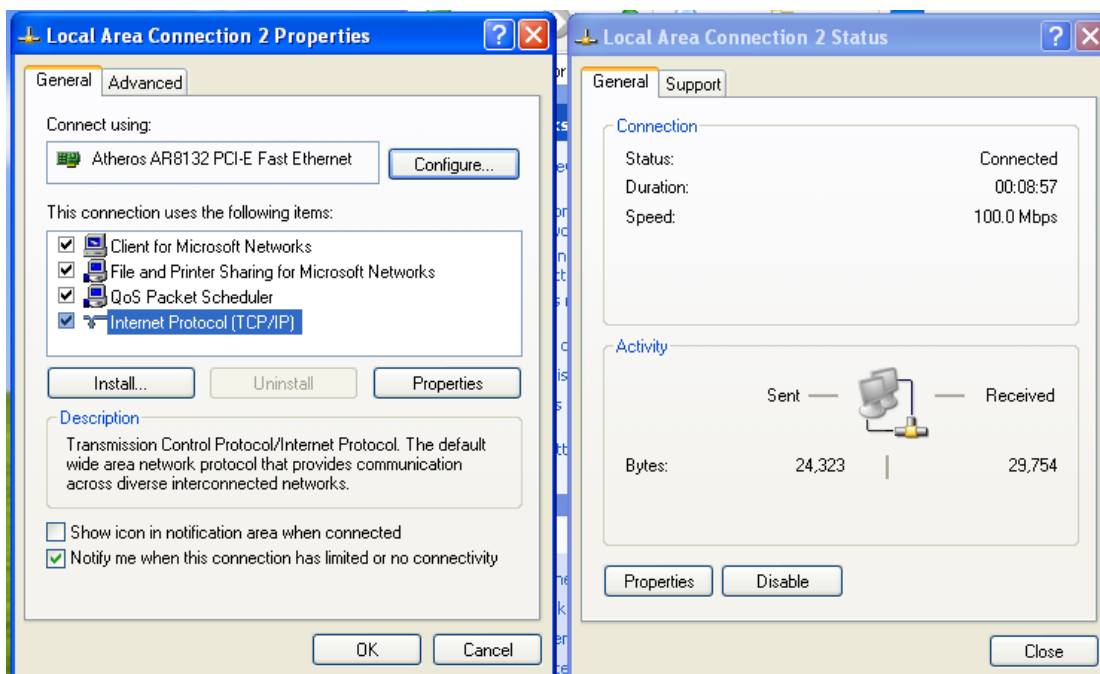 Local Area Connection 2 Properties
General
Advanced
Connect using:
Atheros AR8132 PCI-E Fast Ethernet
Configure...
This connection uses the following items:
Client for Microsoft Networks
File and Printer Sharing for Microsoft Networks
QoS Packet Scheduler
Internet Protocol (TCP/IP)
Install...
Uninstall
Properties
Description
Transmission Control Protocol/Internet Protocol. The default
wide area network protocol that provides communication
across diverse interconnected networks.
Show icon in notification area when connected
Notify me when this connection has limited or no connectivity
OK
Cancel
Local Area Connection 2 Status
General
Support
Connection
Status: Connected
Duration: 00:08:57
Speed: 100.0 Mbps
Activity
Sent
Received
Bytes: 24,323 29,754
Properties
Disable
Close